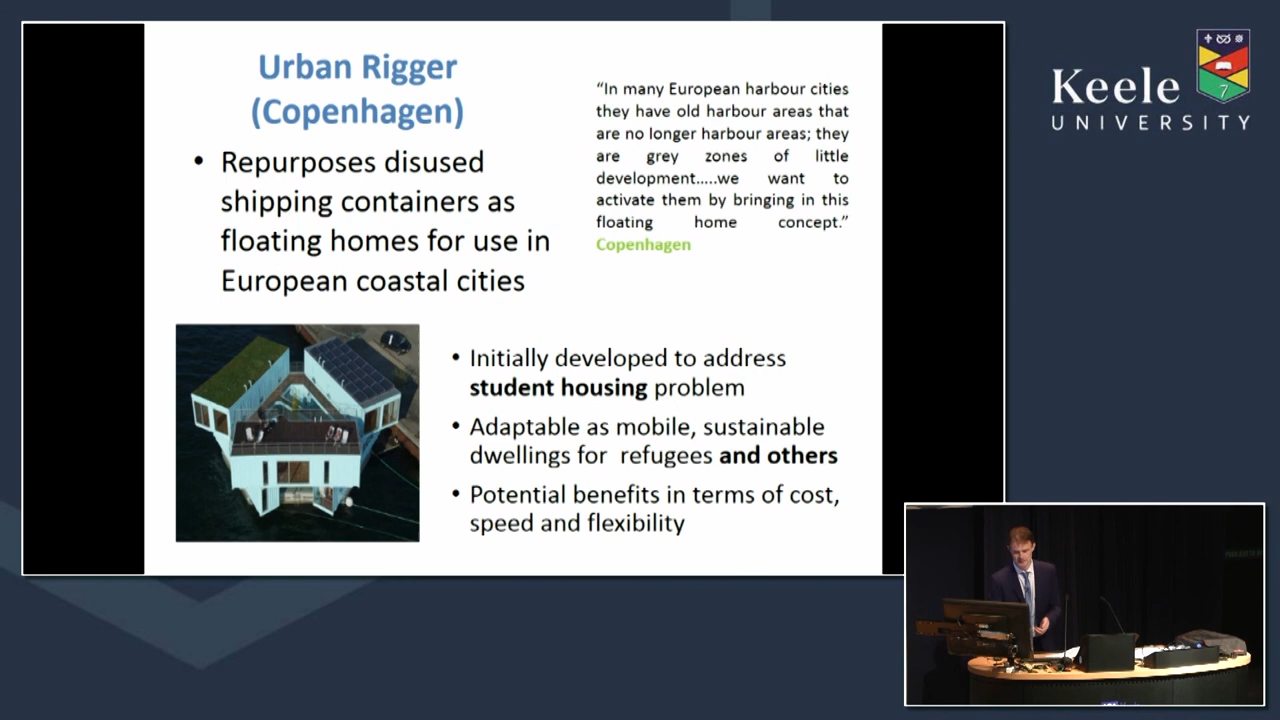 Urban Rigger
(Copenhagen)
• Repurposes disused
shipping containers as
floating homes for use in
European coastal cities
“In many European harbour cities
they have old harbour areas that
are no longer harbour areas; they
are grey zones of little
development.....we want to
activate them by bringing in this
floating home concept.”
Copenhagen
• Initially developed to address
student housing problem
• Adaptable as mobile, sustainable
dwellings for refugees and others
• Potential benefits in terms of cost,
speed and flexibility
Keele
UNIVERSITY